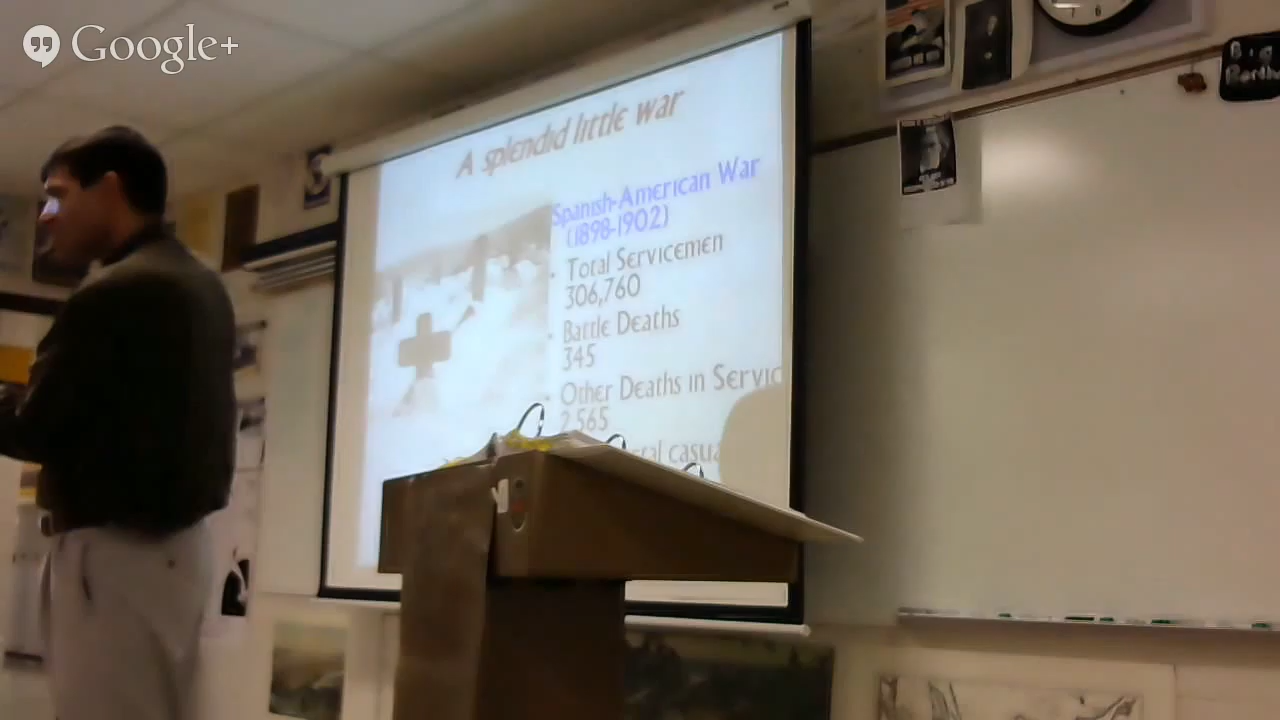 Google+
A splendid little war
Spanish-American War
(1898-1902)
Total Servicemen
306,760
Battle Deaths
345
Other Deaths in Servic
2,565
Big